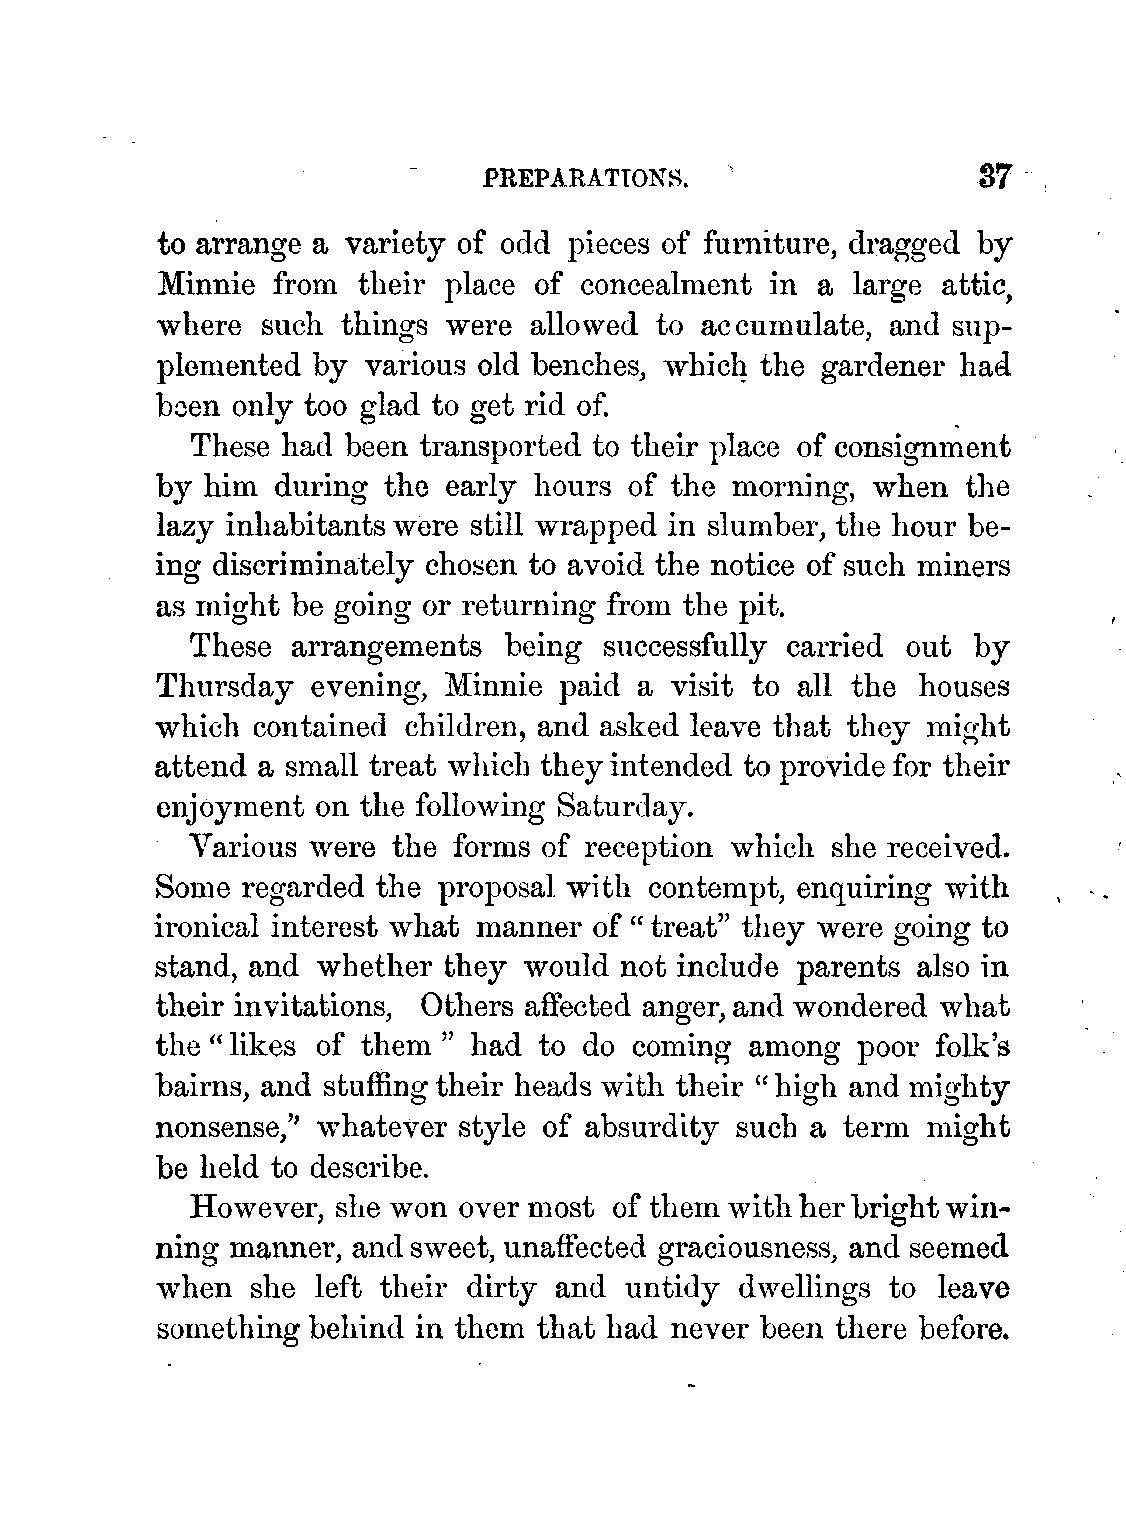 PREPARATIONS. 37
to arrange a variety of odd pieces of furniture, dragged by
Minnie from their place of concealment in a large attic,
where such things were allowed to accumulate, and sup-
plemented by various old benches, which the gardener had
been only too glad to get rid of.
These had been transported to their place of consignment
by him during the early hours of the morning, when the
lazy inhabitants were still wrapped in slumber, the hour be-
ing discriminately chosen to avoid the notice of such miners
as might be going or returning from the pit.
These arrangements being successfully carried out by
Thursday evening, Minnie paid a visit to all the houses
which contained children, and asked leave that they might
attend a small treat which they intended to provide for their
enjoyment on the following Saturday.
Various were the forms of reception which she received.
Some regarded the proposal with contempt, enquiring with
ironical interest what manner of “ treat” they were going to
stand, and whether they would not include parents also in
their invitations, Others affected anger, and wondered what
the “ likes of them ” had to do coming among poor folk's
bairns, and stuffing their heads with their “ high and mighty
nonsense,” whatever style of absurdity such a term might
be held to describe.
However, she won over most of them with her bright win-
ning manner, and sweet, unaffected graciousness, and seemed
when she left their dirty and untidy dwellings to leave
something behind in them that had never been there before.